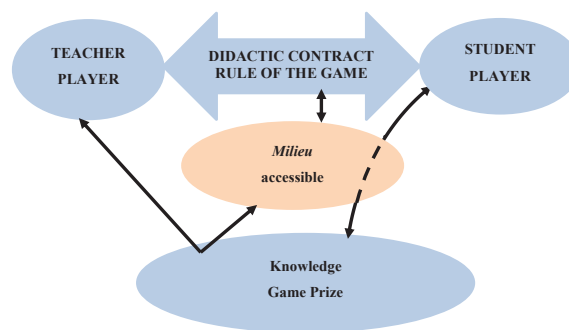 TEACHER
PLAYER
DIDACTIC CONTRACT
RULE OF THE GAME
STUDENT
PLAYER
Milieu
accessible
Knowledge
Game Prize